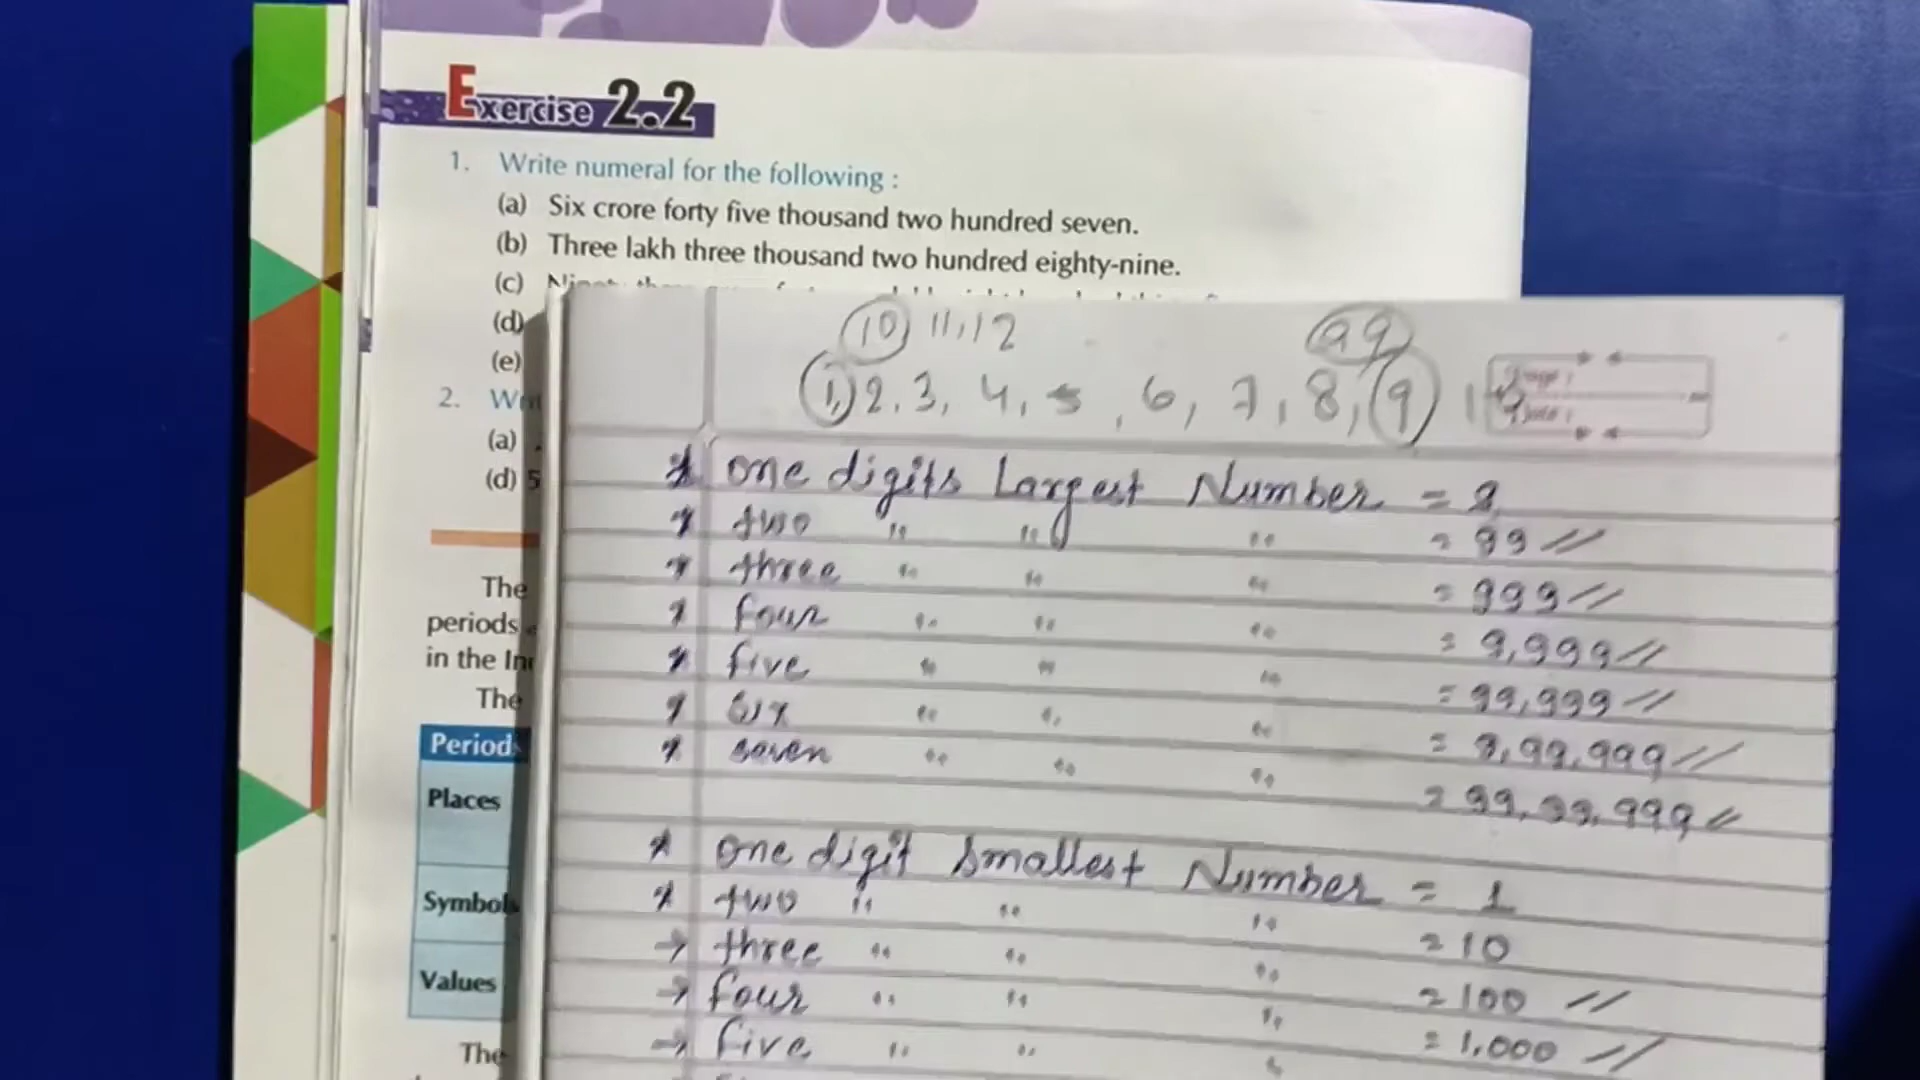 Exercise 2.2
1. Write numeral for the following :
(a) Six crore forty five thousand two hundred seven.
(b) Three lakh three thousand two hundred eighty-nine.
(c)
(d)
(e)
2.
(a)
(d) 5
The
periods
in the
The
Period
Places
Symbol
Values
The
10 11,12
99
1, 2, 3, 4, 5, 6, 7, 8, 9
* one digits Largest Number = 9
* two " " " = 99 //
* three " " " = 999 //
* four " " " = 9,999 //
* five " " " = 99,999 //
* six " " " = 9,99,999 //
* seven " " " = 99,99,999 //
* one digit smallest Number = 1
* two " " " = 10
→ three " " " = 100 //
→ four " " " = 1,000 //
→ five " " "